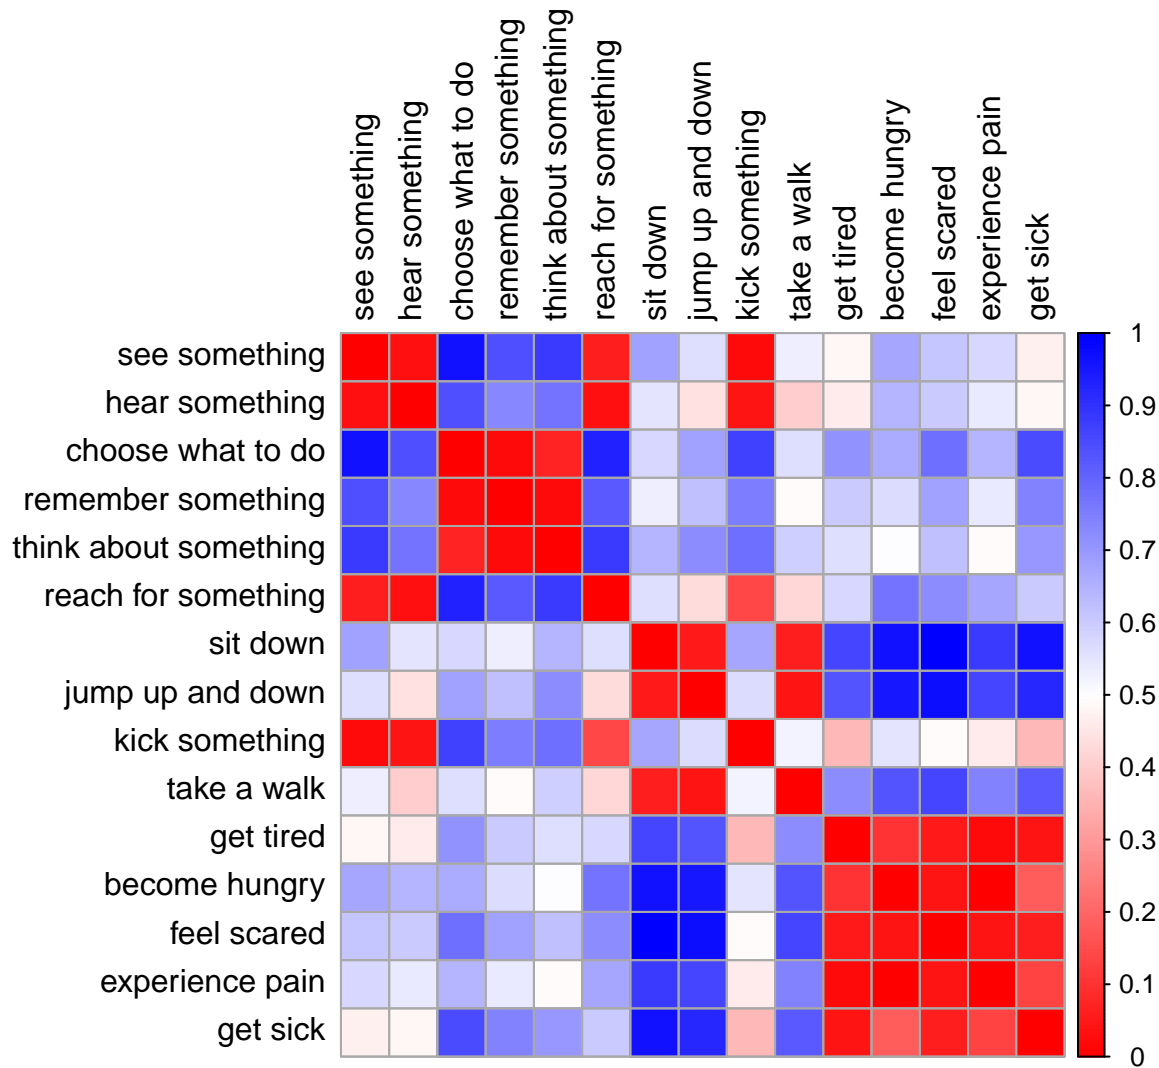 see something
hear something
choose what to do
remember something
think about something
reach for something
sit down
jump up and down
kick something
take a walk
get tired
become hungry
feel scared
experience pain
get sick
see something
hear something
choose what to do
remember something
think about something
reach for something
sit down
jump up and down
kick something
take a walk
get tired
become hungry
feel scared
experience pain
get sick
1
0.9
0.8
0.7
0.6
0.5
0.4
0.3
0.2
0.1
0